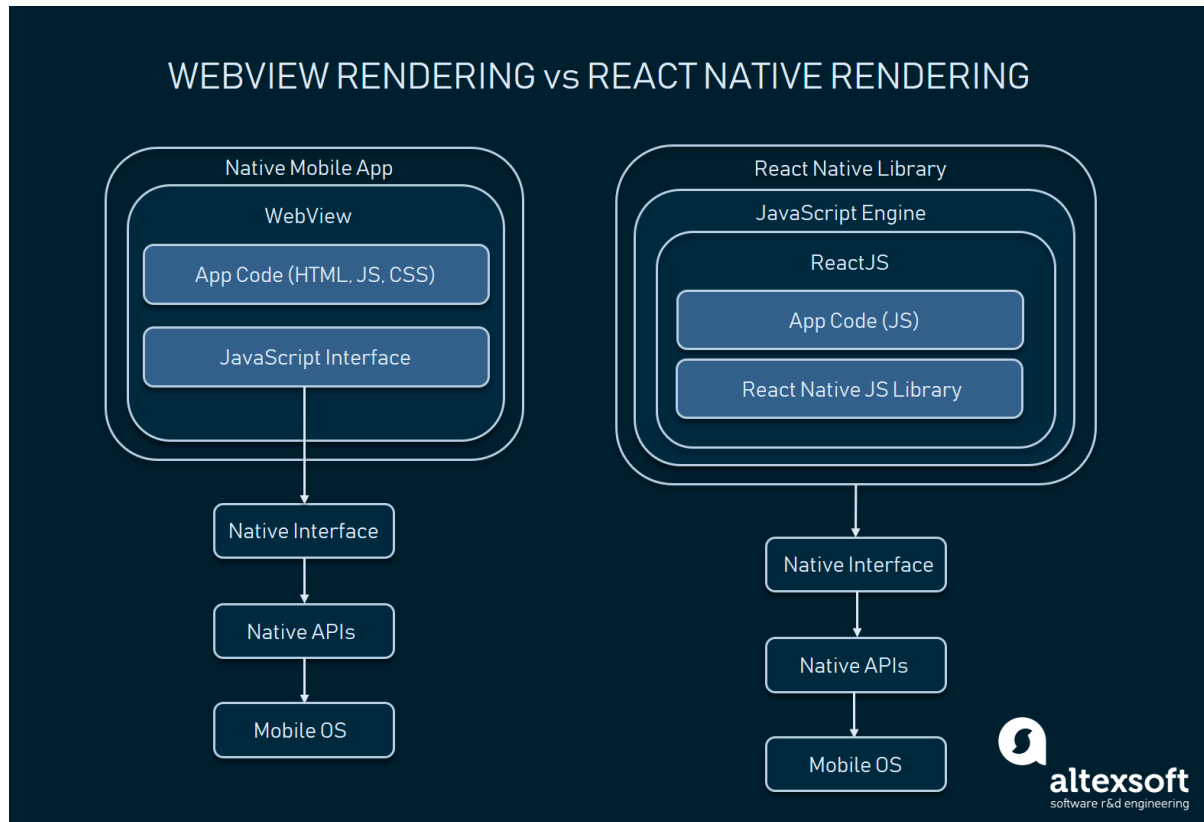 WEBVIEW RENDERING vs REACT NATIVE RENDERING
Native Mobile App
WebView
App Code (HTML, JS, CSS)
JavaScript Interface
Native Interface
Native APIs
Mobile OS
React Native Library
JavaScript Engine
ReactJS
App Code (JS)
React Native JS Library
Native Interface
Native APIs
Mobile OS
altexsoft
software r&d engineering